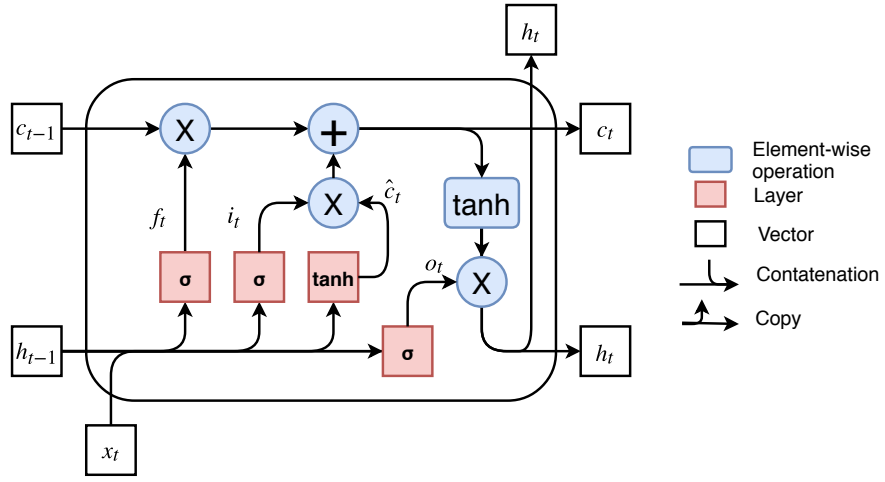 h_t
c_{t-1}
X
+
c_t
Element-wise
operation
X
ĉ_t
tanh
Layer
f_t
i_t
Vector
σ
σ
tanh
o_t
X
Contatenation
Copy
h_{t-1}
σ
h_t
x_t